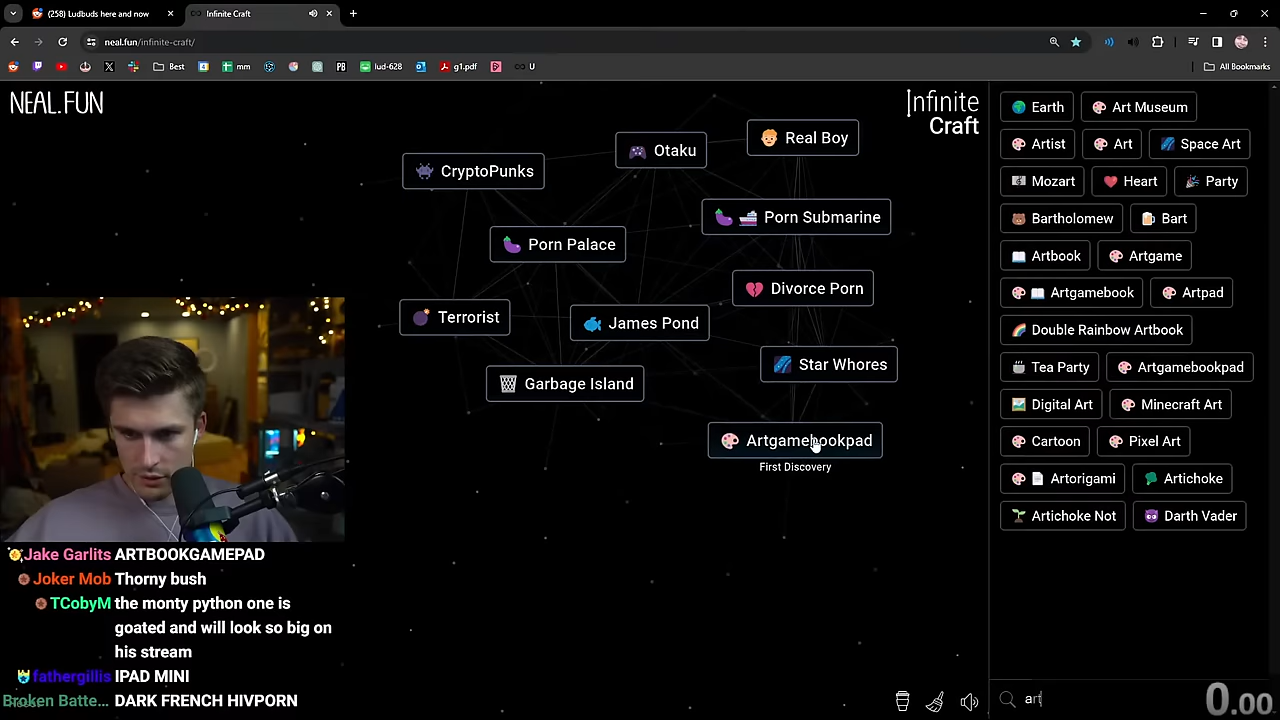 (258) Ludbuds here and now
Infinite Craft
neal.fun/infinite-craft/
Best
mm
lud-628
g1.pdf
U
All Bookmarks
NEAL.FUN
Infinite
Craft
CryptoPunks
Otaku
Real Boy
Porn Palace
Porn Submarine
Divorce Porn
Terrorist
James Pond
Star Whores
Garbage Island
Artgamebookpad
First Discovery
Earth
Art Museum
Artist
Art
Space Art
Mozart
Heart
Party
Bartholomew
Bart
Artbook
Artgame
Artgamebook
Artpad
Double Rainbow Artbook
Tea Party
Artgamebookpad
Digital Art
Minecraft Art
Cartoon
Pixel Art
Artorigami
Artichoke
Artichoke Not
Darth Vader
art
0.00
Jake Garlits ARTBOOKGAMEPAD
Joker Mob Thorny bush
TCobyM the monty python one is
goated and will look so big on
his stream
fathergillis IPAD MINI
Broken Batte... DARK FRENCH HIVPORN